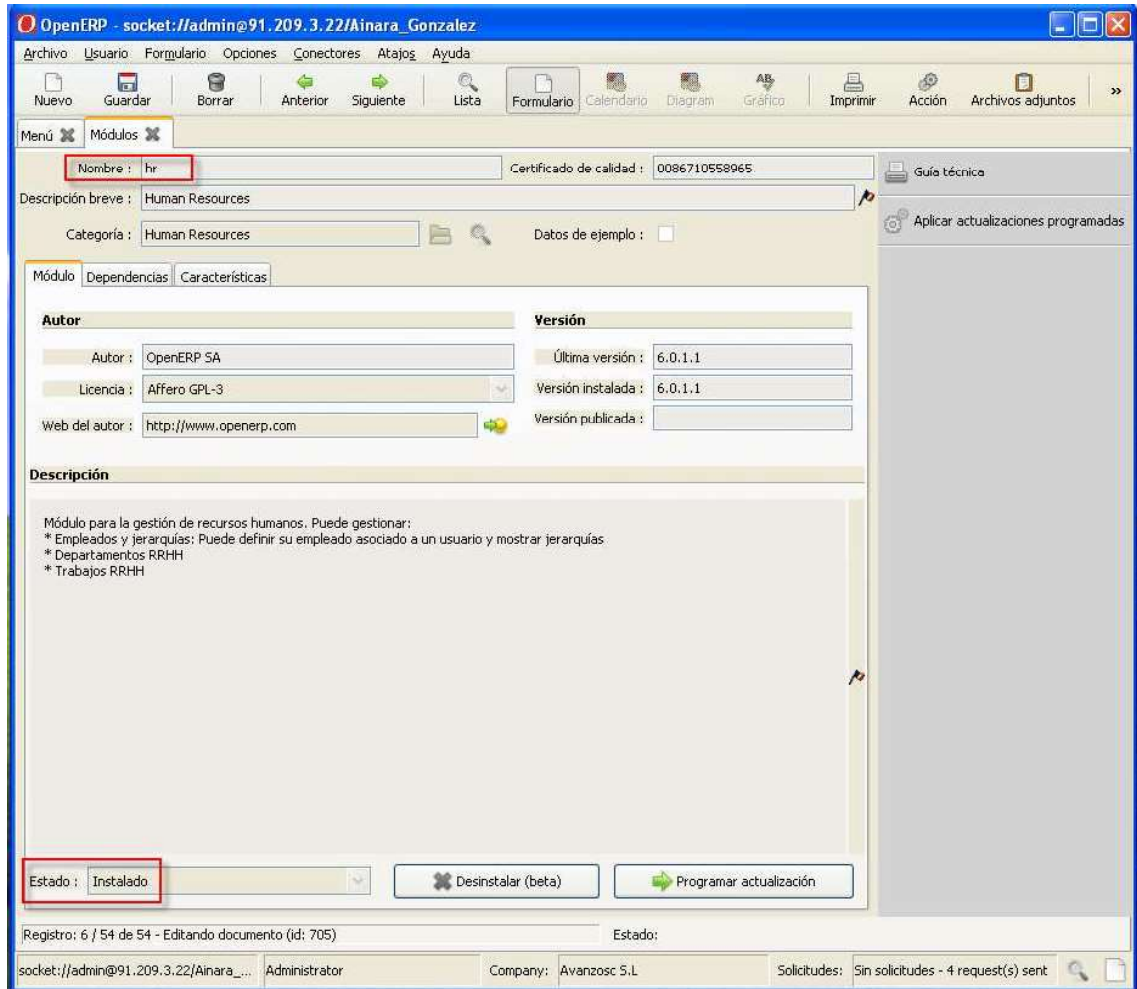 OpenERP - socket://admin@91.209.3.22/Ainara_Gonzalez
Archivo Usuario Formulario Opciones Conectores Atajos Ayuda
Nuevo Guardar Borrar Anterior Siguiente Lista Formulario Calendario Diagram Gráfico Imprimir Acción Archivos adjuntos »
Menú Módulos
Nombre : hr Certificado de calidad : 0086710558965
Guía técnica
Descripción breve : Human Resources
Aplicar actualizaciones programadas
Categoría : Human Resources Datos de ejemplo :
Módulo Dependencias Características
Autor Versión
Autor : OpenERP SA Última versión : 6.0.1.1
Licencia : Affero GPL-3 Versión instalada : 6.0.1.1
Web del autor : http://www.openerp.com Versión publicada :
Descripción
Módulo para la gestión de recursos humanos. Puede gestionar:
* Empleados y jerarquías: Puede definir su empleado asociado a un usuario y mostrar jerarquías
* Departamentos RRHH
* Trabajos RRHH
Estado : Instalado Desinstalar (beta) Programar actualización
Registro: 6 / 54 de 54 - Editando documento (id: 705) Estado:
socket://admin@91.209.3.22/Ainara_... Administrator Company: Avanzosc S.L Solicitudes: Sin solicitudes - 4 request(s) sent